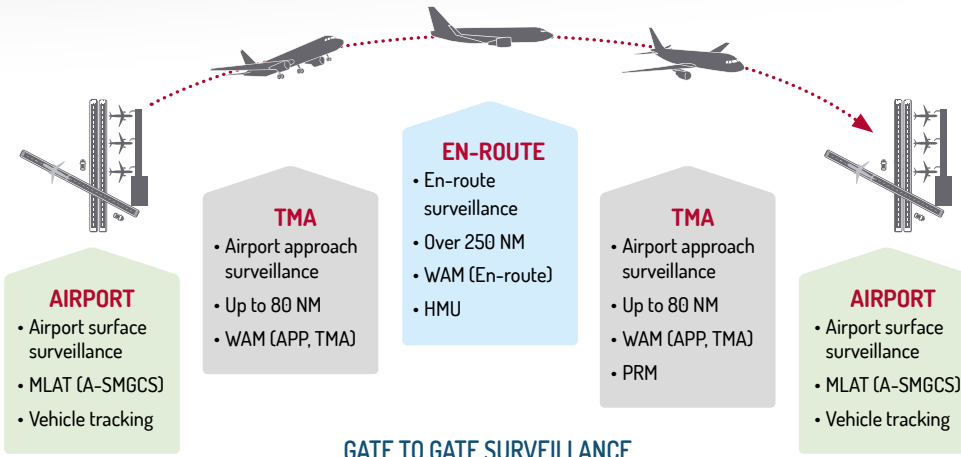 AIRPORT
• Airport surface
surveillance
• MLAT (A-SMGCS)
• Vehicle tracking
TMA
• Airport approach
surveillance
• Up to 80 NM
• WAM (APP, TMA)
EN-ROUTE
• En-route
surveillance
• Over 250 NM
• WAM (En-route)
• HMU
TMA
• Airport approach
surveillance
• Up to 80 NM
• WAM (APP, TMA)
• PRM
AIRPORT
• Airport surface
surveillance
• MLAT (A-SMGCS)
• Vehicle tracking
GATE TO GATE SURVEILLANCE